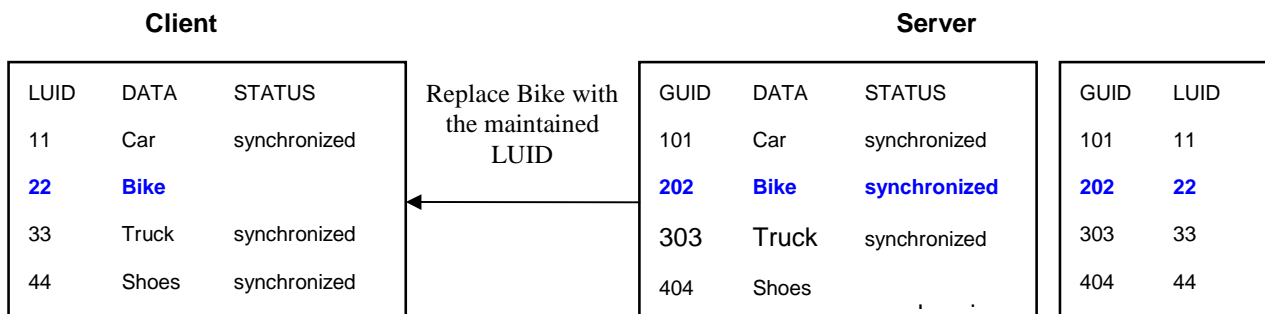 Client
Server
LUID DATA STATUS
11 Car synchronized
22 Bike
33 Truck synchronized
44 Shoes synchronized
Replace Bike with
the maintained
LUID
GUID DATA STATUS
101 Car synchronized
202 Bike synchronized
303 Truck synchronized
404 Shoes
GUID LUID
101 11
202 22
303 33
404 44